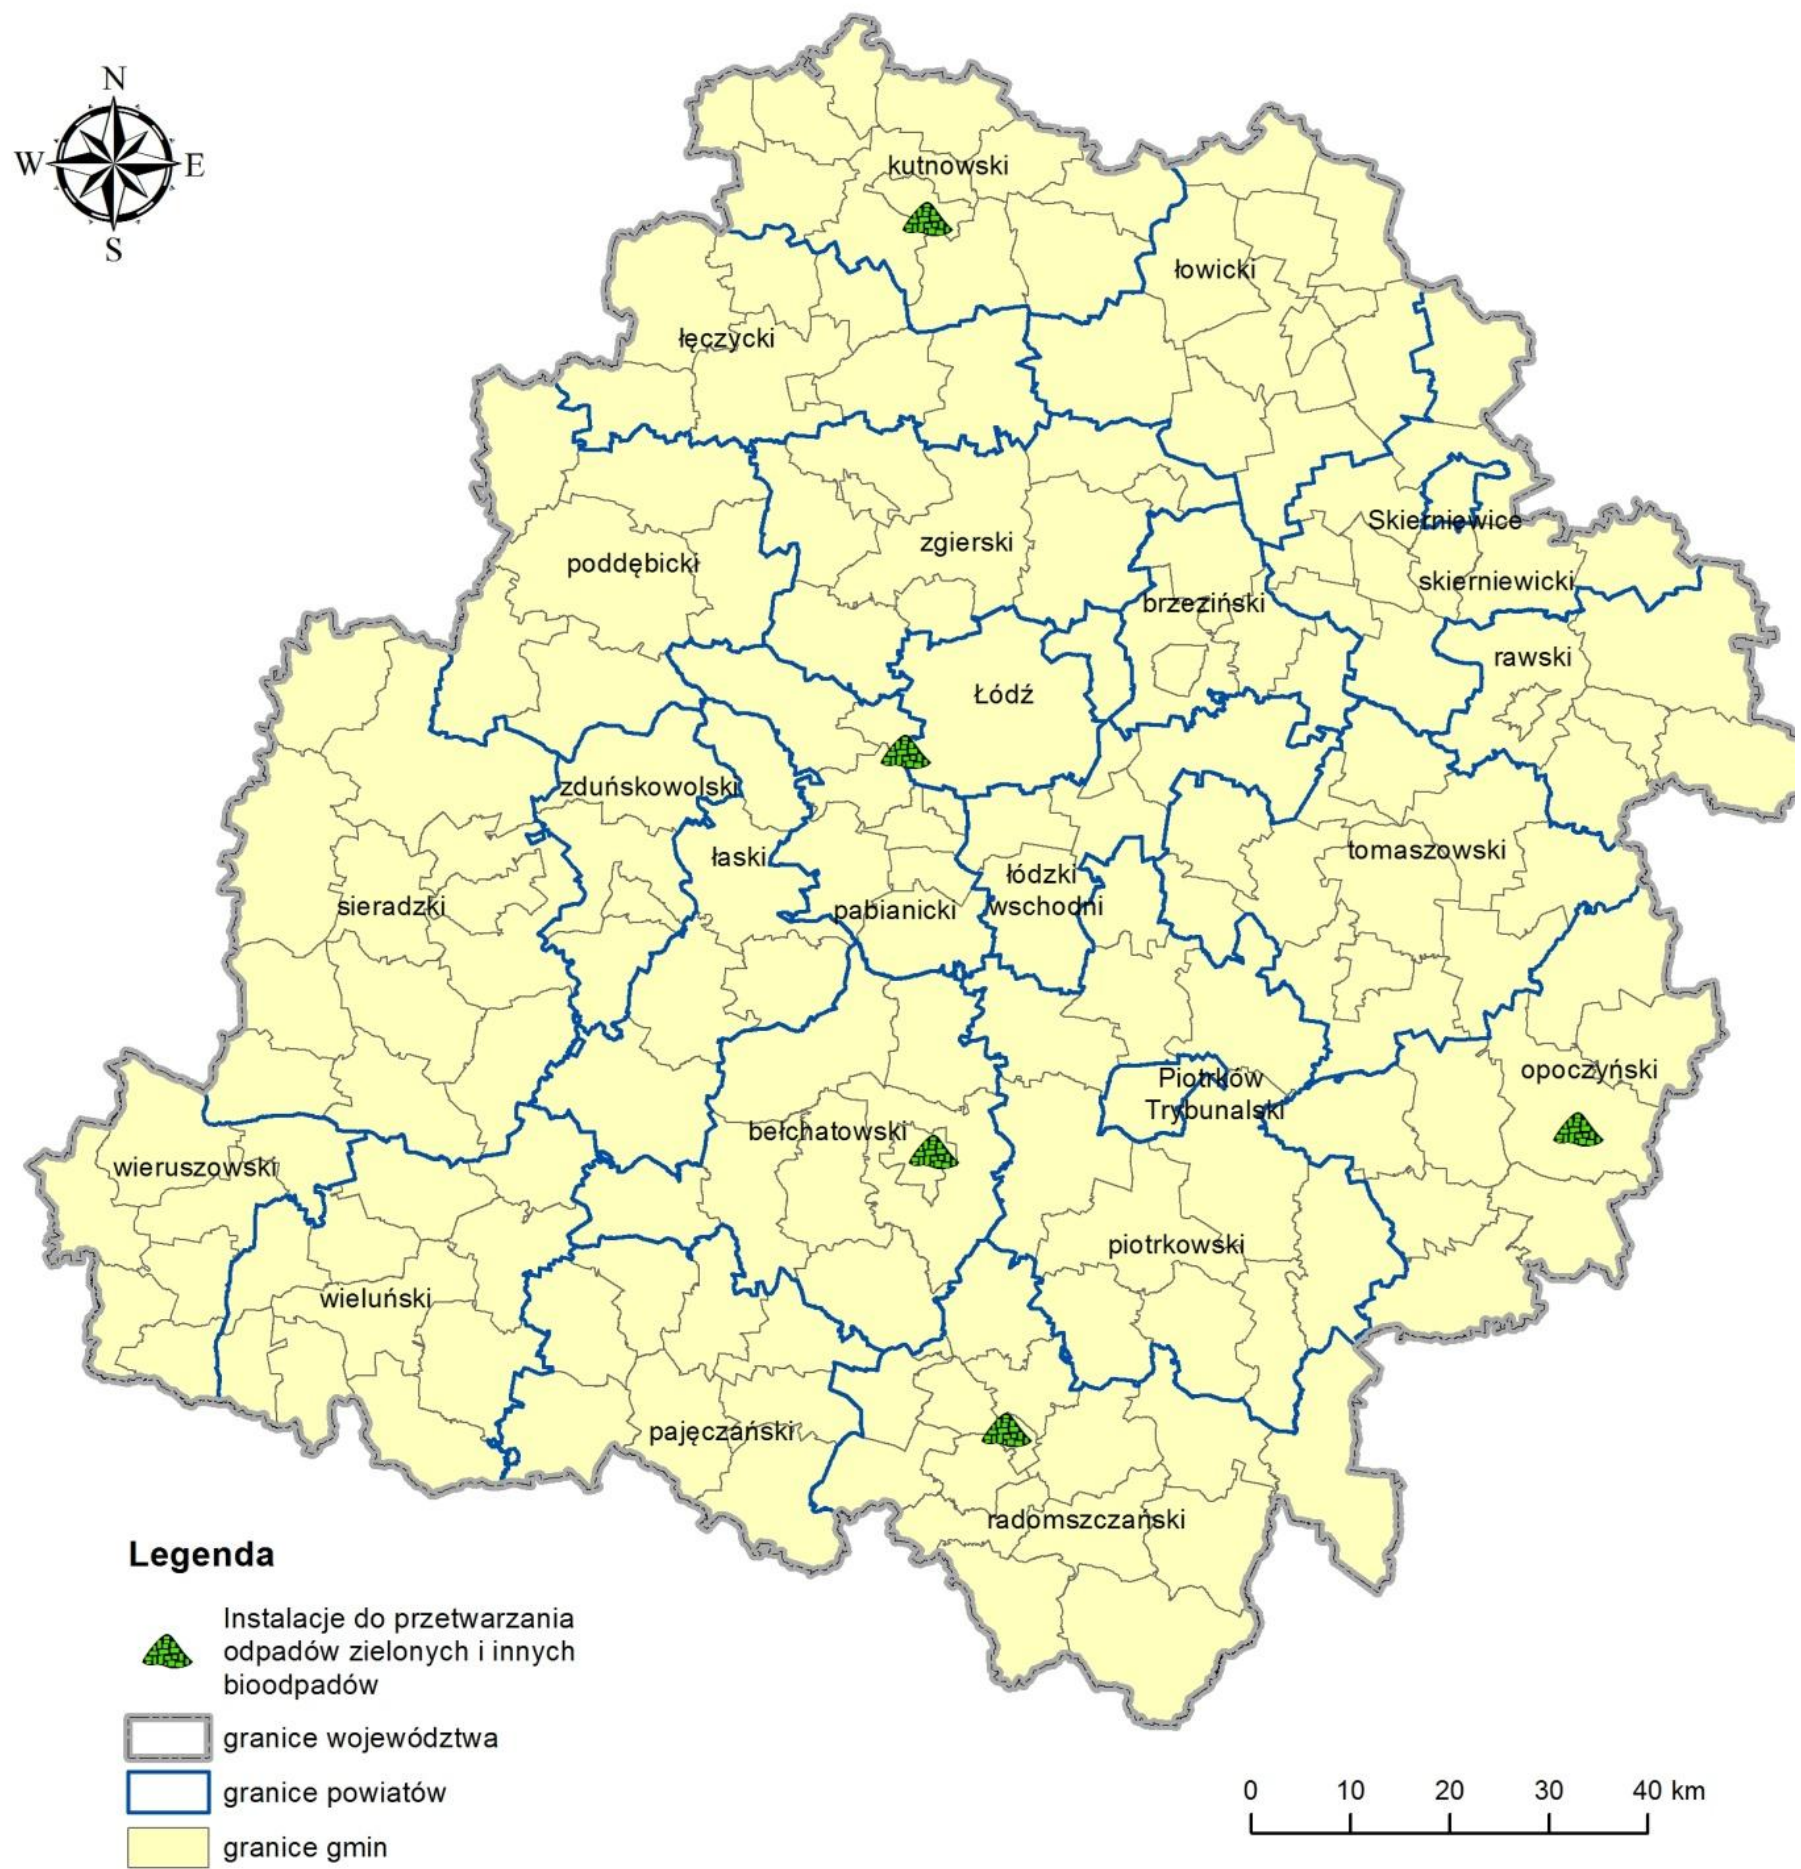 N
W
E
S
kutnowski
łowicki
łęczycki
Skierniewice
zgierski
poddębicki
skierniewicki
brzeziński
rawski
Łódź
zduńskowolski
tomaszowski
łaski
łódzki
wschodni
sieradzki
pabianicki
opoczyński
Piotrków
Trybunalski
bełchatowski
wieruszowski
piotrkowski
wieluński
pajęczański
radomszczański
Legenda
Instalacje do przetwarzania
odpadów zielonych i innych
bioodpadów
granice województwa
granice powiatów
granice gmin
0 10 20 30 40 km